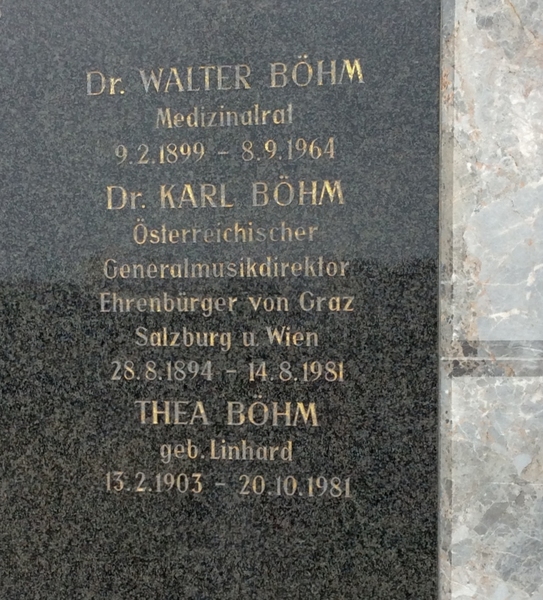 Dr. WALTER BÖHM
Medizinalrat
9.2.1899 – 8.9.1964
Dr. KARL BÖHM
Österreichischer
Generalmusikdirektor
Ehrenbürger von Graz
Salzburg u. Wien
28.8.1894 – 14.8.1981
THEA BÖHM
geb. Linhard
13.2.1903 – 20.10.1981